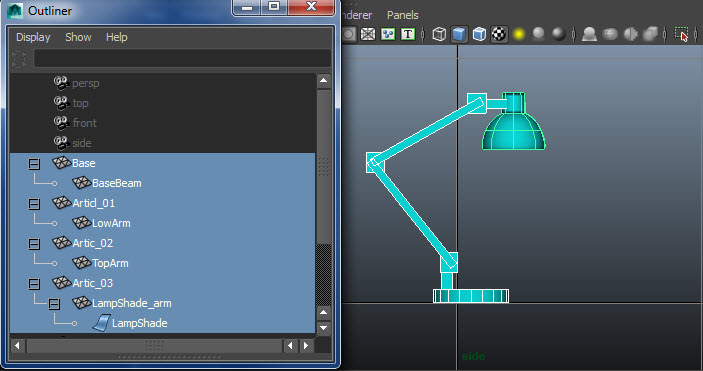 Outliner
Display Show Help
persp
top
front
side
Base
BaseBeam
Articl_01
LowArm
Artic_02
TopArm
Artic_03
LampShade_arm
LampShade
nderer Panels
T
side